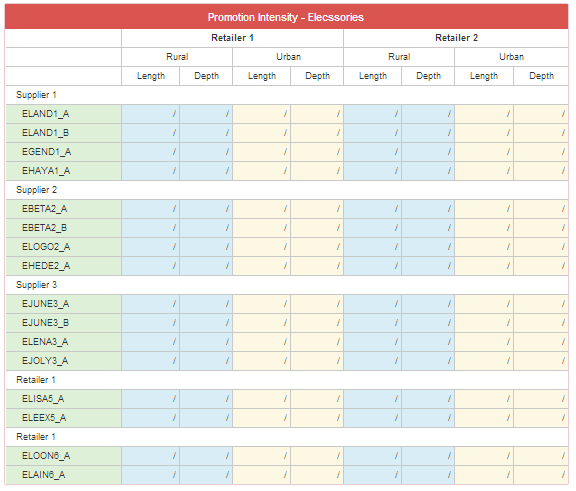 Promotion Intensity - Elecssories
Retailer 1 Retailer 2
Rural Urban Rural Urban
Length Depth Length Depth Length Depth Length Depth
Supplier 1
ELAND1_A / / / / / / / /
ELAND1_B / / / / / / / /
EGEND1_A / / / / / / / /
EHAYA1_A / / / / / / / /
Supplier 2
EBETA2_A / / / / / / / /
EBETA2_B / / / / / / / /
ELOGO2_A / / / / / / / /
EHEDE2_A / / / / / / / /
Supplier 3
EJUNE3_A / / / / / / / /
EJUNE3_B / / / / / / / /
ELENA3_A / / / / / / / /
EJOLY3_A / / / / / / / /
Retailer 1
ELISA5_A / / / / / / / /
ELEEX5_A / / / / / / / /
Retailer 1
ELOON6_A / / / / / / / /
ELAIN6_A / / / / / / / /